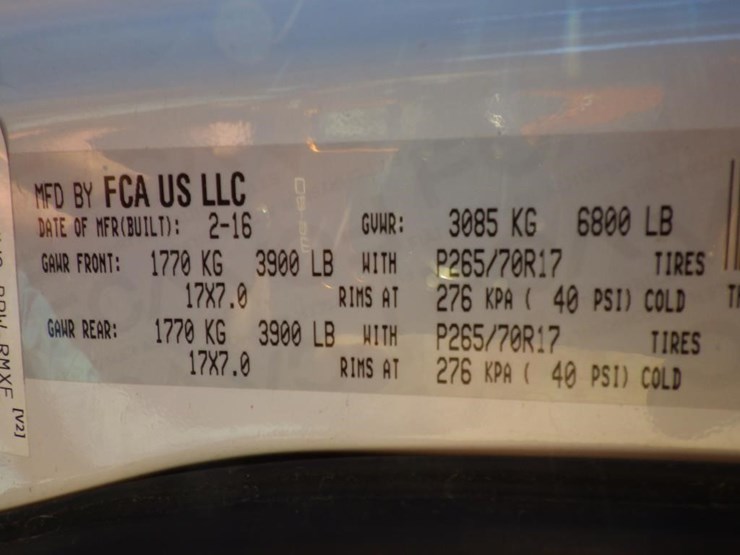 MFD BY FCA US LLC
DATE OF MFR(BUILT): 2-16 GVWR: 3085 KG 6800 LB
GAWR FRONT: 1770 KG 3900 LB WITH P265/70R17 TIRES
17X7.0 RIMS AT 276 KPA ( 40 PSI) COLD
GAWR REAR: 1770 KG 3900 LB WITH P265/70R17 TIRES
17X7.0 RIMS AT 276 KPA ( 40 PSI) COLD
RMXF [V2]